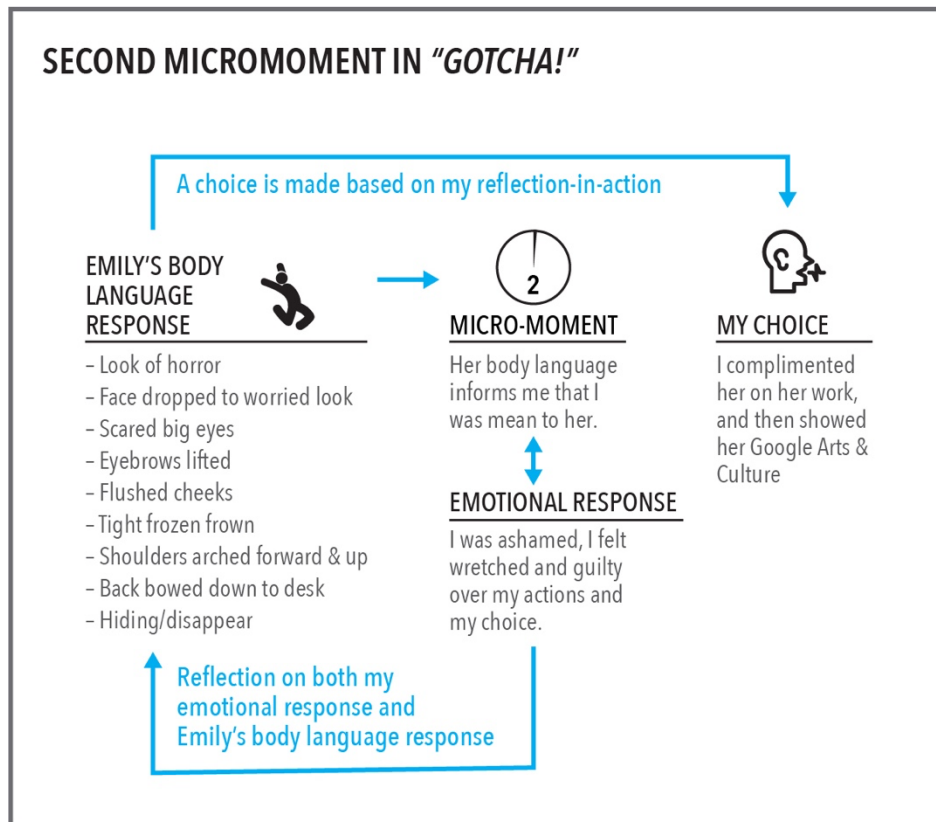 SECOND MICROMOMENT IN "GOTCHA!"
A choice is made based on my reflection-in-action
EMILY'S BODY
LANGUAGE
RESPONSE
– Look of horror
– Face dropped to worried look
– Scared big eyes
– Eyebrows lifted
– Flushed cheeks
– Tight frozen frown
– Shoulders arched forward & up
– Back bowed down to desk
– Hiding/disappear
2
MICRO-MOMENT
Her body language
informs me that I
was mean to her.
EMOTIONAL RESPONSE
I was ashamed, I felt
wretched and guilty
over my actions and
my choice.
MY CHOICE
I complimented
her on her work,
and then showed
her Google Arts &
Culture
Reflection on both my
emotional response and
Emily's body language response